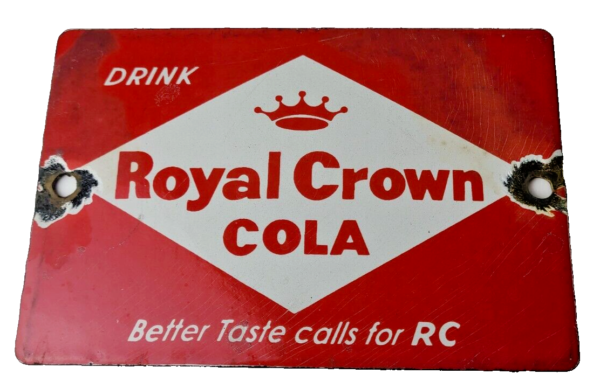 DRINK
Royal Crown
COLA
Better Taste calls for RC